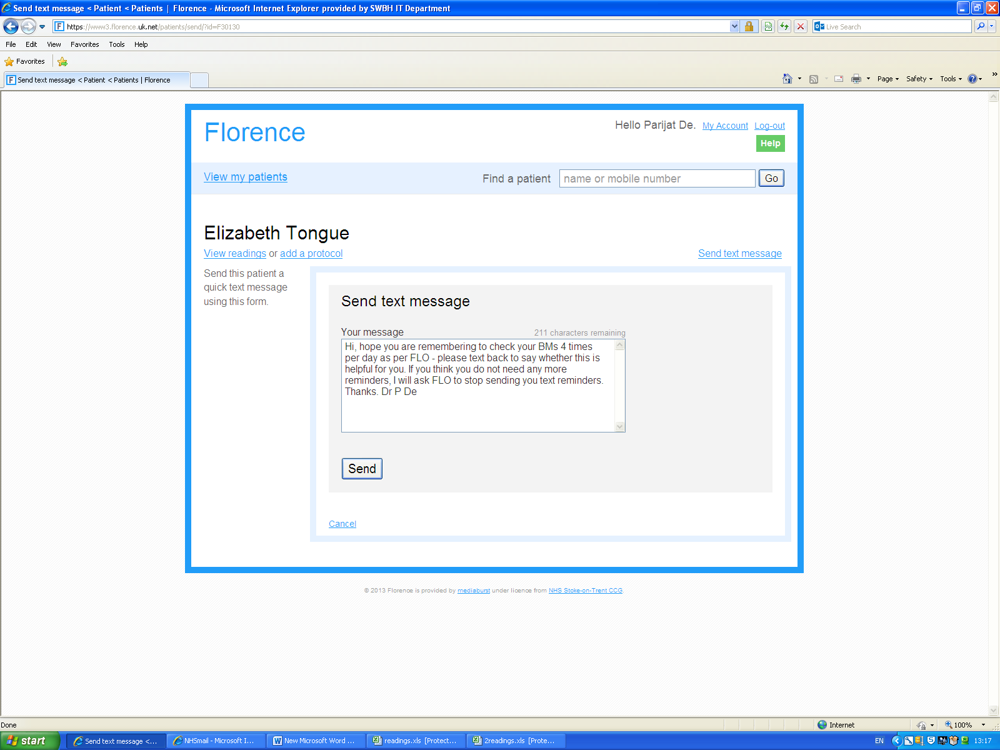 Send text message < Patient < Patients | Florence - Microsoft Internet Explorer provided by SWBH IT Department
https://www3.florence.uk.net/patients/send/?id=F30130
Live Search
File Edit View Favorites Tools Help
Favorites
Send text message < Patient < Patients | Florence
Page Safety Tools
Florence
Hello Parijat De. My Account Log-out
Help
View my patients
Find a patient name or mobile number Go
Elizabeth Tongue
View readings or add a protocol
Send text message
Send this patient a
quick text message
using this form.
Send text message
Your message
211 characters remaining
Hi, hope you are remembering to check your BMs 4 times
per day as per FLO - please text back to say whether this is
helpful for you. If you think you do not need any more
reminders, I will ask FLO to stop sending you text reminders.
Thanks. Dr P De
Send
Cancel
© 2013 Florence is provided by mediaburst under licence from NHS Stoke-on-Trent CCG.
Done
Internet
100%
start
Send text message <...
NHSmail - Microsoft I...
New Microsoft Word ...
readings.xls [Protect...
2readings.xls [Prote...
EN
13:17